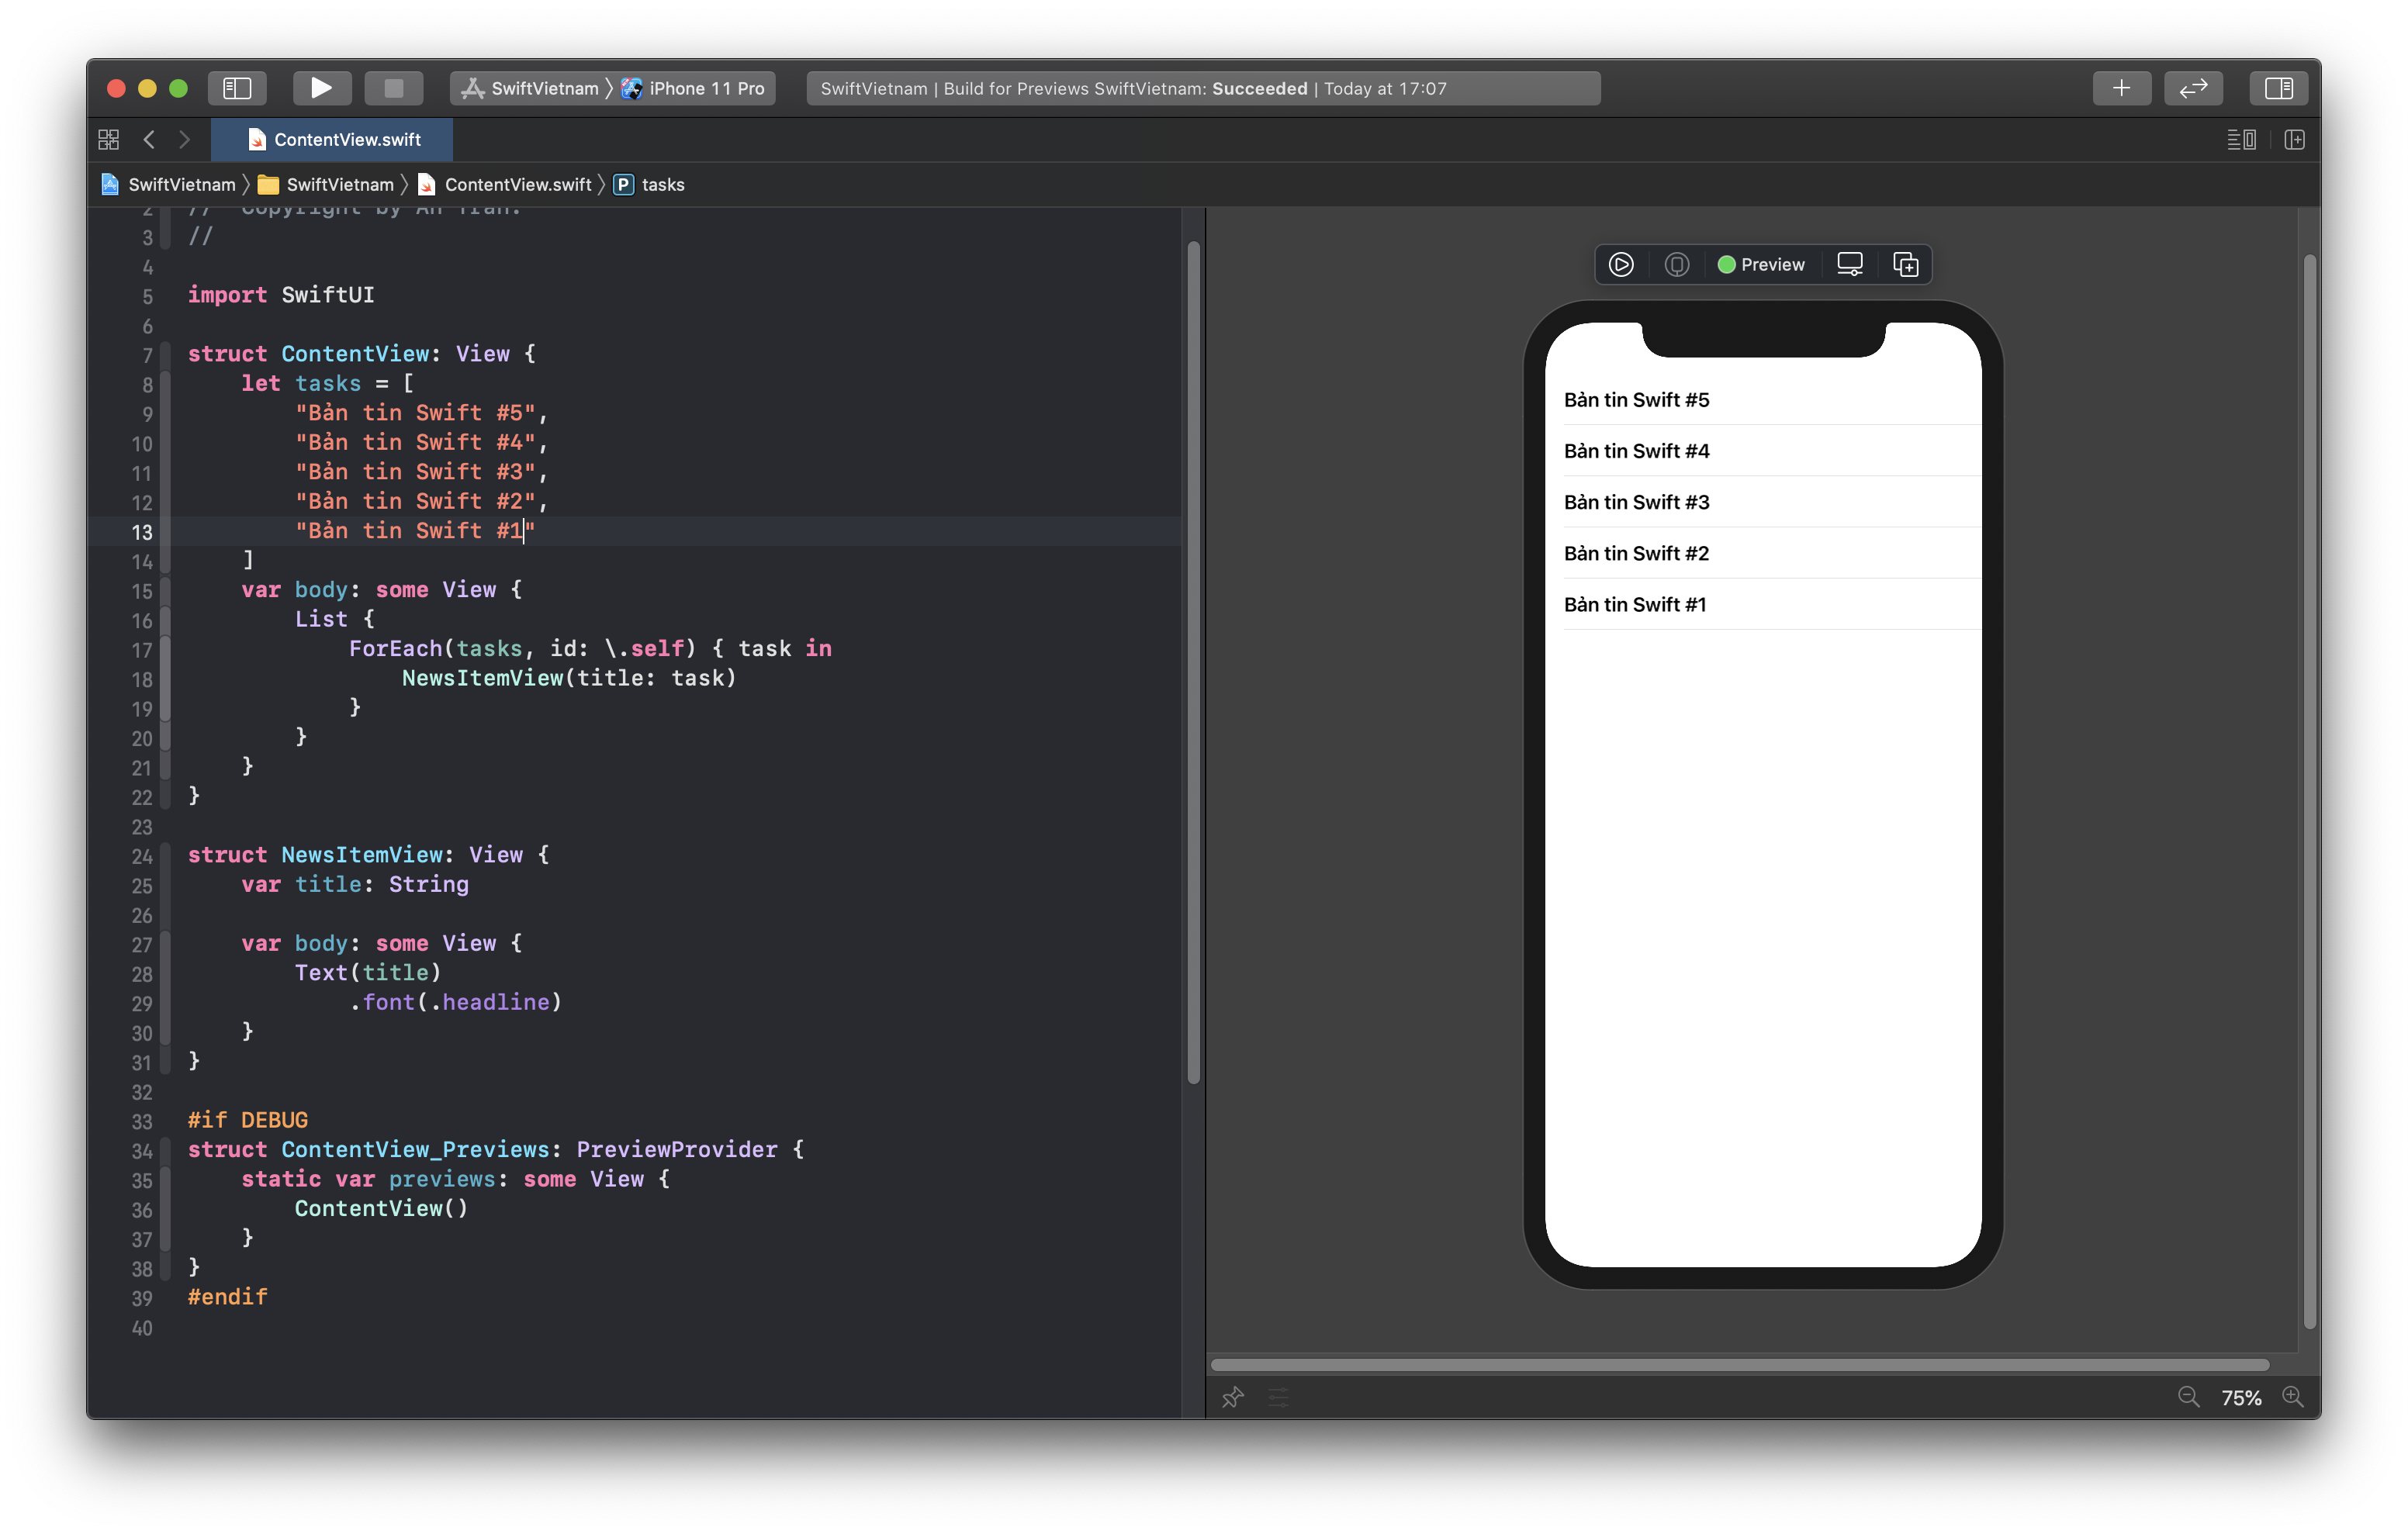 SwiftVietnam 〉 iPhone 11 Pro
SwiftVietnam | Build for Previews SwiftVietnam: Succeeded | Today at 17:07
ContentView.swift
SwiftVietnam 〉 SwiftVietnam 〉 ContentView.swift 〉 P tasks
2 //  Copyright by An Tran.
3 //
4
5 import SwiftUI
6
7 struct ContentView: View {
8     let tasks = [
9         "Bản tin Swift #5",
10         "Bản tin Swift #4",
11         "Bản tin Swift #3",
12         "Bản tin Swift #2",
13         "Bản tin Swift #1"
14     ]
15     var body: some View {
16         List {
17             ForEach(tasks, id: \.self) { task in
18                 NewsItemView(title: task)
19             }
20         }
21     }
22 }
23
24 struct NewsItemView: View {
25     var title: String
26
27     var body: some View {
28         Text(title)
29             .font(.headline)
30     }
31 }
32
33 #if DEBUG
34 struct ContentView_Previews: PreviewProvider {
35     static var previews: some View {
36         ContentView()
37     }
38 }
39 #endif
40
Preview
Bản tin Swift #5
Bản tin Swift #4
Bản tin Swift #3
Bản tin Swift #2
Bản tin Swift #1
75%